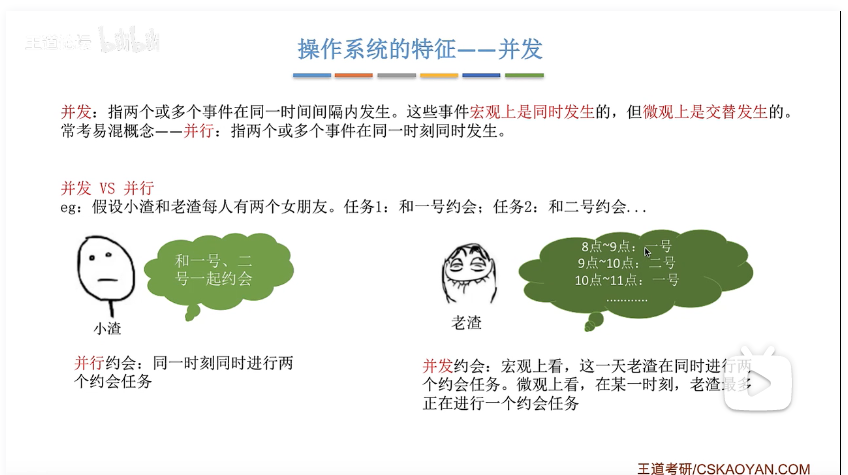 操作系统的特征——并发
并发：指两个或多个事件在同一时间间隔内发生。这些事件宏观上是同时发生的，但微观上是交替发生的。
常考易混概念——并行：指两个或多个事件在同一时刻同时发生。
并发 VS 并行
eg：假设小渣和老渣每人有两个女朋友。任务1：和一号约会；任务2：和二号约会...
和一号、二
号一起约会
小渣
并行约会：同一时刻同时进行两
个约会任务
8点~9点：一号
9点~10点：二号
10点~11点：一号
............
老渣
并发约会：宏观上看，这一天老渣在同时进行两
个约会任务。微观上看，在某一时刻，老渣最多
正在进行一个约会任务
王道考研/CSKAOYAN.COM